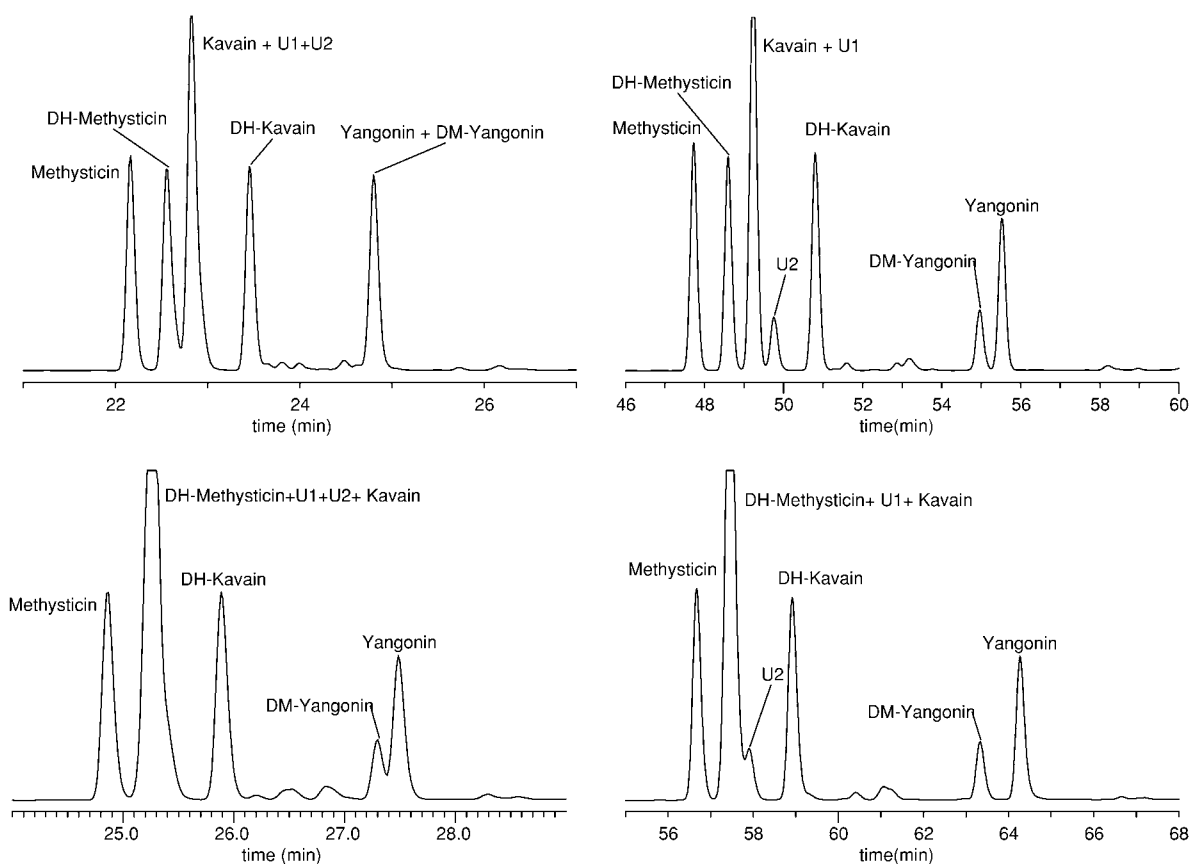 Kavain + U1+U2
DH-Methysticin
DH-Kavain
Yangonin + DM-Yangonin
Methysticin
22
24
26
time (min)
Kavain + U1
DH-Methysticin
Methysticin
DH-Kavain
Yangonin
U2
DM-Yangonin
46
48
50
52
54
56
58
60
time(min)
DH-Methysticin+U1+U2+ Kavain
DH-Kavain
Methysticin
Yangonin
DM-Yangonin
25.0
26.0
27.0
28.0
time (min)
DH-Methysticin+ U1+ Kavain
Methysticin
DH-Kavain
Yangonin
U2
DM-Yangonin
56
58
60
62
64
66
68
time(min)